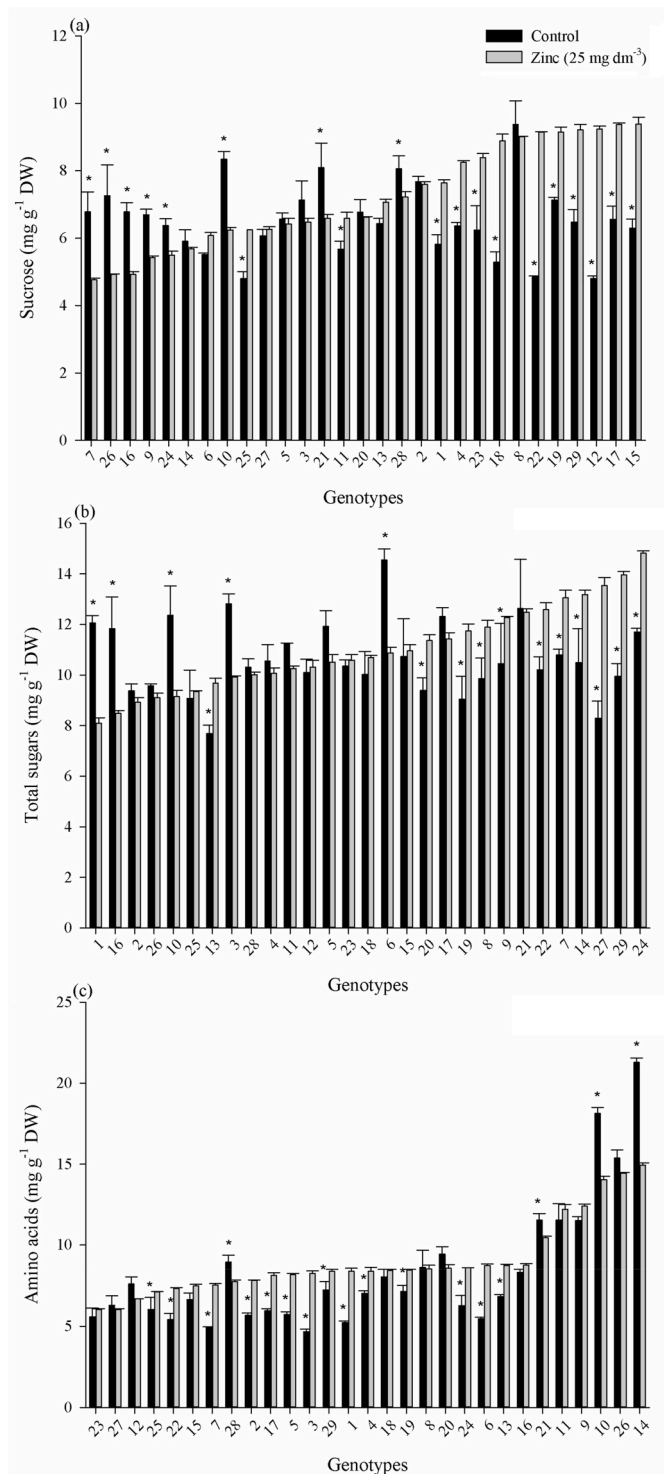 (a)
Control
Zinc (25 mg dm⁻³)
12
10
8
6
4
2
0
Sucrose (mg g⁻¹ DW)
* * * * * * * * * * * * * * * * * * * *
7 26 16 9 24 14 6 10 25 27 5 3 21 11 20 13 28 2 1 4 23 18 8 22 19 29 12 17 15
Genotypes
(b)
16
14
12
10
8
6
4
2
0
Total sugars (mg g⁻¹ DW)
* * * * * * * * * * * * * * *
1 16 2 26 10 25 13 3 28 4 11 12 5 23 18 6 15 20 17 19 8 9 21 22 7 14 27 29 24
Genotypes
(c)
25
20
15
10
5
0
Amino acids (mg g⁻¹ DW)
* * * * * * * * * * * * * * * * * *
23 27 12 25 22 15 7 28 2 17 5 3 29 1 4 18 19 8 20 24 6 13 16 21 11 9 10 26 14
Genotypes